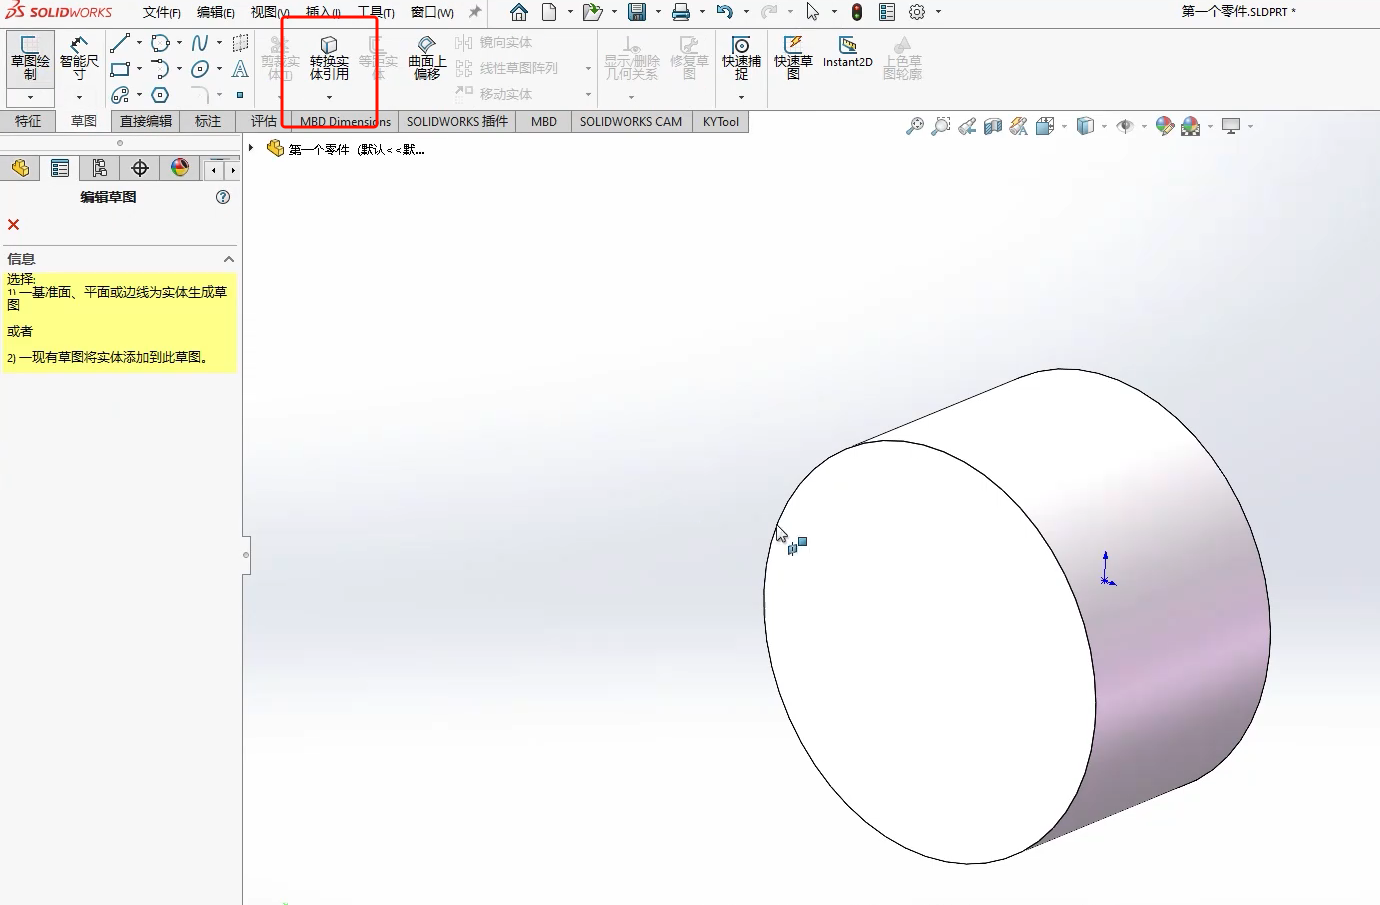 SOLIDWORKS
文件(F) 编辑(E) 视图(V) 插入(I) 工具(T) 窗口(W)
第一个零件.SLDPRT *
草图绘制
智能尺寸
剪裁实体(T)
转换实体引用
等距实体
曲面上偏移
镜向实体
线性草图阵列
移动实体
显示/删除几何关系
修复草图
快速捕捉
快速草图
Instant2D
上色草图轮廓
特征 草图 直接编辑 标注 评估 MBD Dimensions SOLIDWORKS 插件 MBD SOLIDWORKS CAM KYTool
第一个零件 (默认<<默...
编辑草图
信息
选择:
1) 一基准面、平面或边线为实体生成草
图
或者
2) 一现有草图将实体添加到此草图。